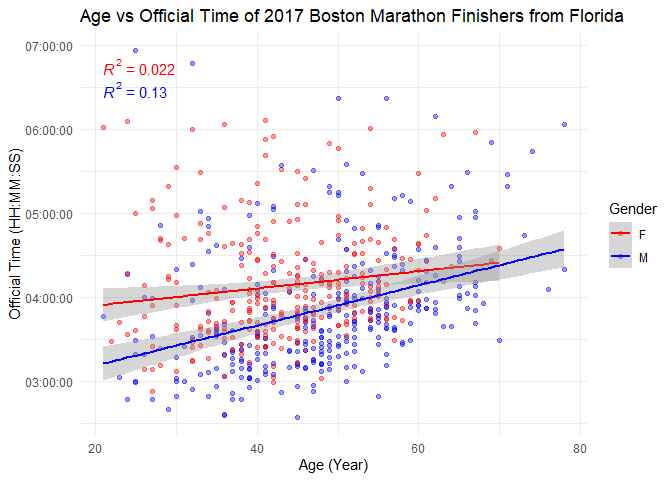 Age vs Official Time of 2017 Boston Marathon Finishers from Florida
07:00:00
R² = 0.022
R² = 0.13
06:00:00
05:00:00
04:00:00
03:00:00
Official Time (HH:MM:SS)
Gender
F
M
20 40 60 80
Age (Year)